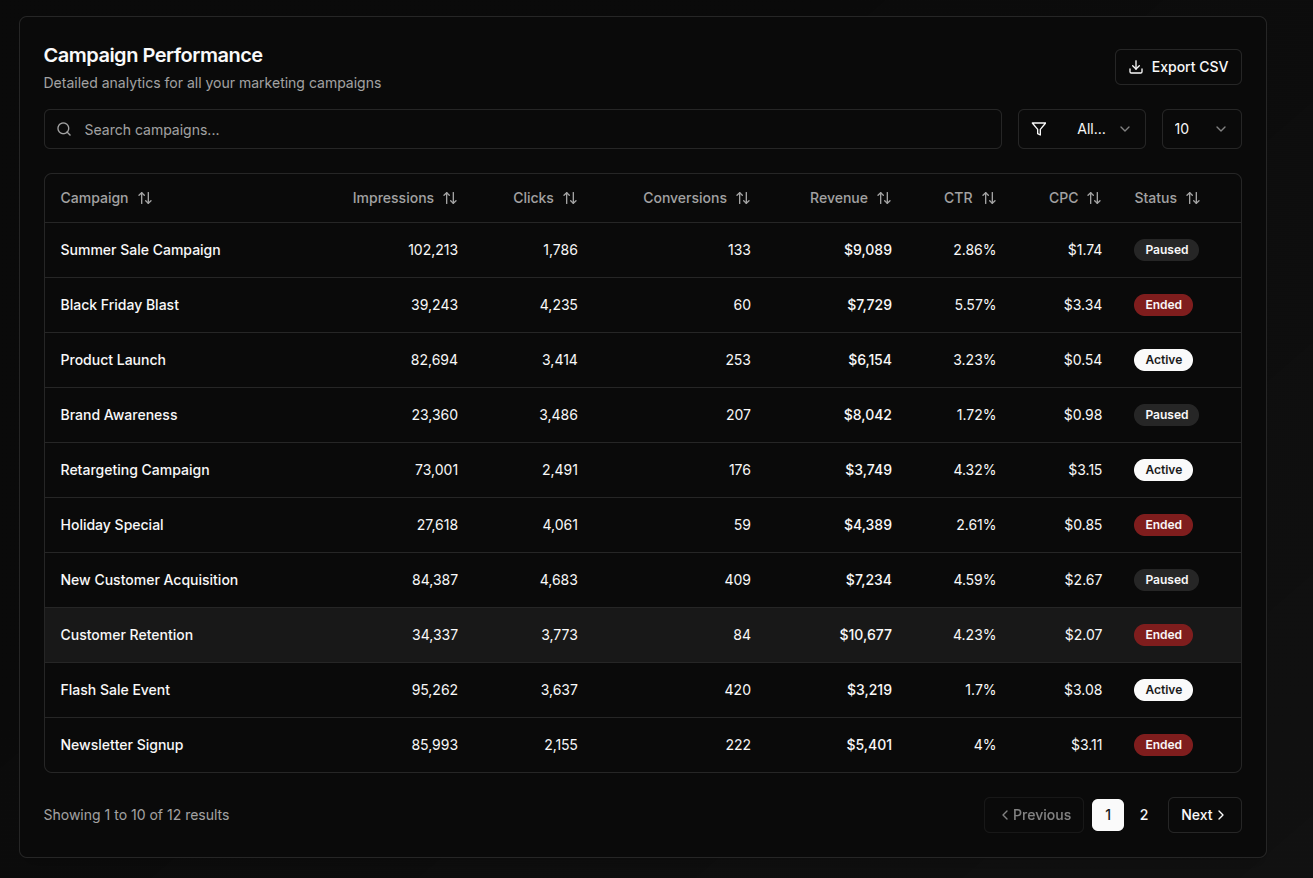 Campaign Performance
Detailed analytics for all your marketing campaigns
Export CSV
Search campaigns...
All...
10
Campaign Impressions Clicks Conversions Revenue CTR CPC Status
Summer Sale Campaign 102,213 1,786 133 $9,089 2.86% $1.74 Paused
Black Friday Blast 39,243 4,235 60 $7,729 5.57% $3.34 Ended
Product Launch 82,694 3,414 253 $6,154 3.23% $0.54 Active
Brand Awareness 23,360 3,486 207 $8,042 1.72% $0.98 Paused
Retargeting Campaign 73,001 2,491 176 $3,749 4.32% $3.15 Active
Holiday Special 27,618 4,061 59 $4,389 2.61% $0.85 Ended
New Customer Acquisition 84,387 4,683 409 $7,234 4.59% $2.67 Paused
Customer Retention 34,337 3,773 84 $10,677 4.23% $2.07 Ended
Flash Sale Event 95,262 3,637 420 $3,219 1.7% $3.08 Active
Newsletter Signup 85,993 2,155 222 $5,401 4% $3.11 Ended
Showing 1 to 10 of 12 results
Previous 1 2 Next